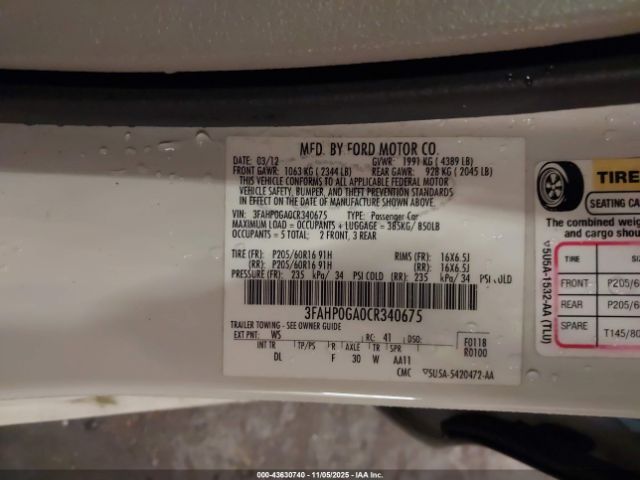 MFD. BY FORD MOTOR CO.
DATE: 03/12 GVWR: 1991 KG ( 4389 LB)
FRONT GAWR: 1063 KG ( 2344 LB) REAR GAWR: 928 KG ( 2045 LB)
THIS VEHICLE CONFORMS TO ALL APPLICABLE FEDERAL MOTOR
VEHICLE SAFETY, BUMPER, AND THEFT PREVENTION STANDARDS
IN EFFECT ON THE DATE OF MANUFACTURE SHOWN ABOVE.
VIN: 3FAHP0GA0CR340675 TYPE: Passenger Car
MAXIMUM LOAD = OCCUPANTS + LUGGAGE = 385KG/ 850LB
OCCUPANTS = 5 TOTAL: 2 FRONT, 3 REAR
TIRE (FR): P205/60R16 91H RIMS (FR): 16X6.5J
(RR): P205/60R16 91H (RR): 16X6.5J
PRESSURE (FR): 235 kPa/ 34 PSI COLD (RR): 235 kPa/ 34 PSI COLD
3FAHP0GA0CR340675
TRAILER TOWING - SEE OWNER GUIDE
EXT PNT: WS RC: 41 DSO: F0118
R0100
INT TR TP/PS R AXLE TR SPR
DL F 30 W AA11
CMC ▽5U5A-5420472-AA
TIRE
SEATING CA
The combined weig
and cargo shou
▽5U5A-1532-AA (TLU)
TIRE SI
FRONT P205/6
REAR P205/60
SPARE T145/80
000-43630740 - 11/05/2025 - IAA, Inc.